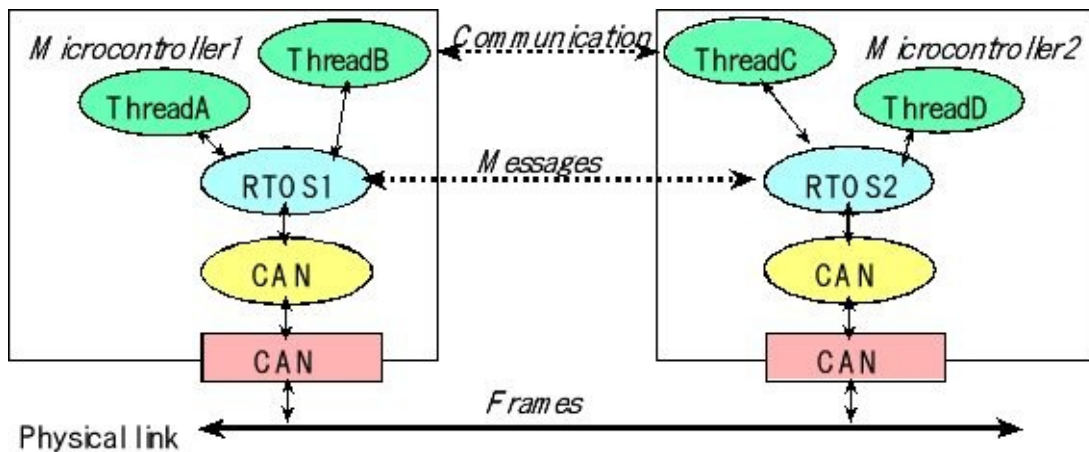 Communication
Microcontroller1
ThreadB
ThreadC
Microcontroller2
ThreadA
ThreadD
Messages
RTOS1
RTOS2
CAN
CAN
CAN
CAN
Frames
Physical link